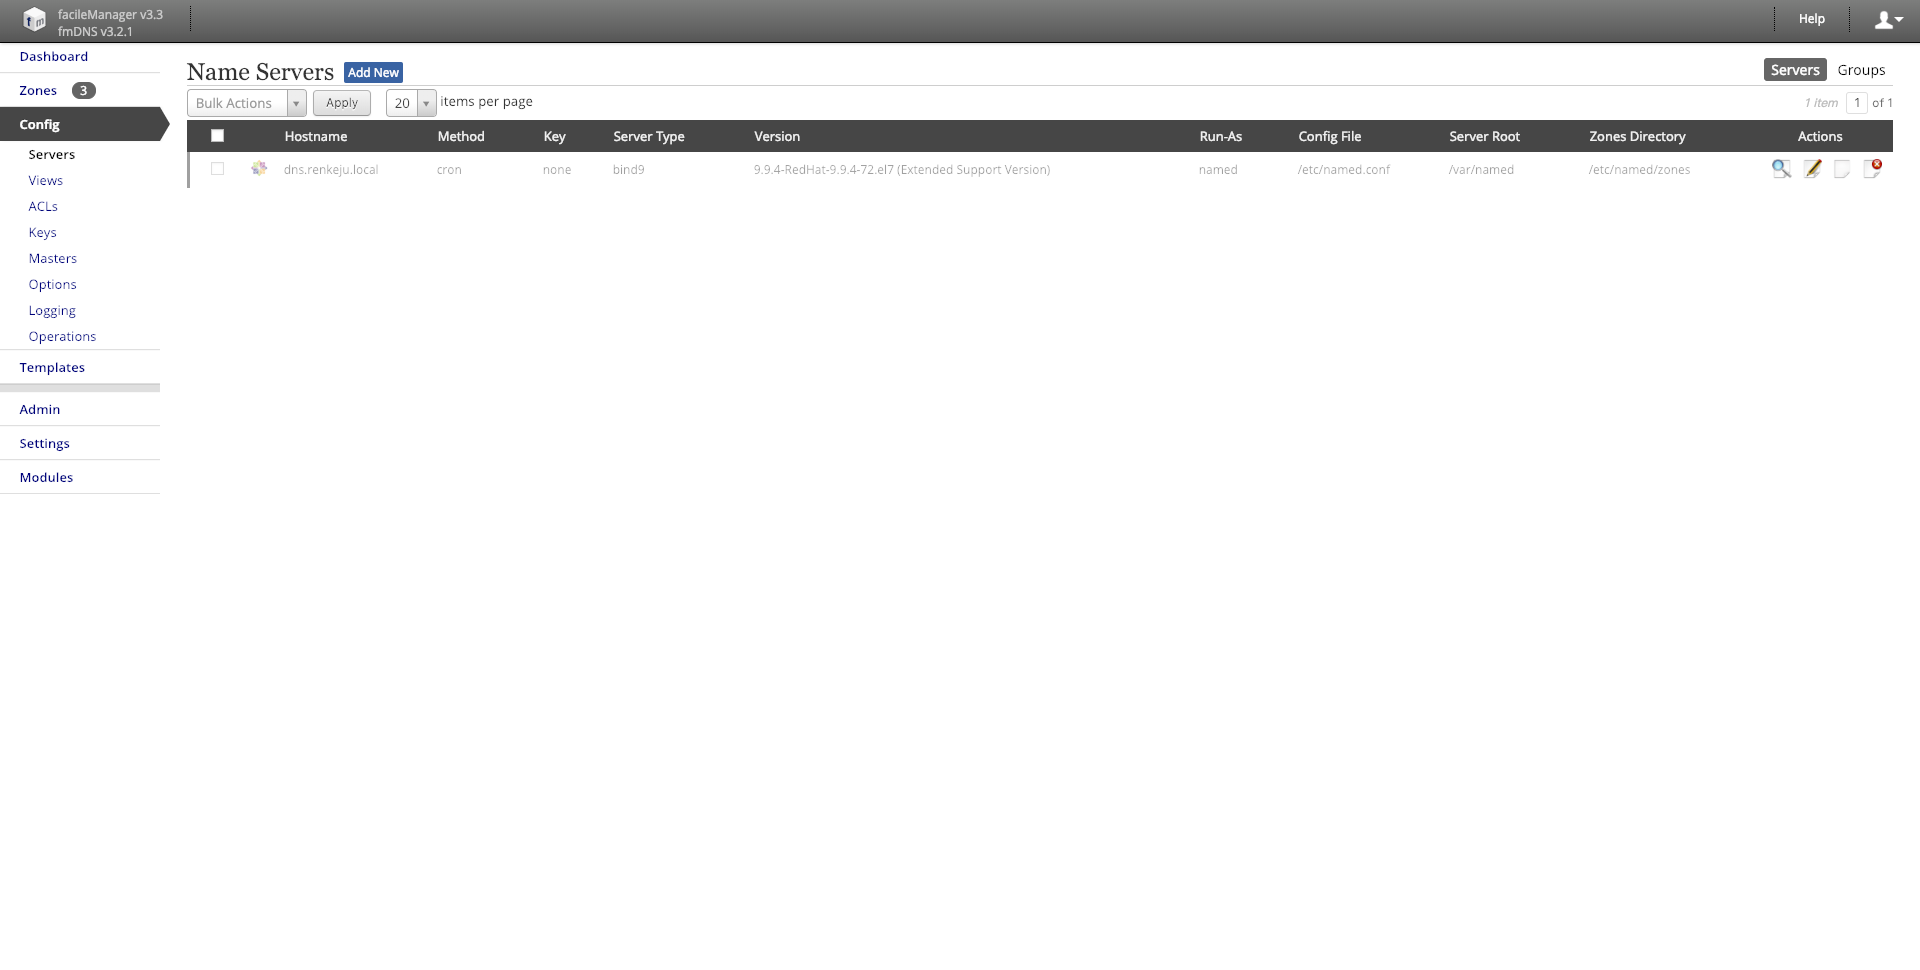 facileManager v3.3
fmDNS v3.2.1
Help
Dashboard
Zones 3
Config
Servers
Views
ACLs
Keys
Masters
Options
Logging
Operations
Templates
Admin
Settings
Modules
Name Servers Add New
Servers Groups
Bulk Actions Apply 20 items per page
1 item 1 of 1
Hostname Method Key Server Type Version Run-As Config File Server Root Zones Directory Actions
dns.renkeju.local cron none bind9 9.9.4-RedHat-9.9.4-72.el7 (Extended Support Version) named /etc/named.conf /var/named /etc/named/zones